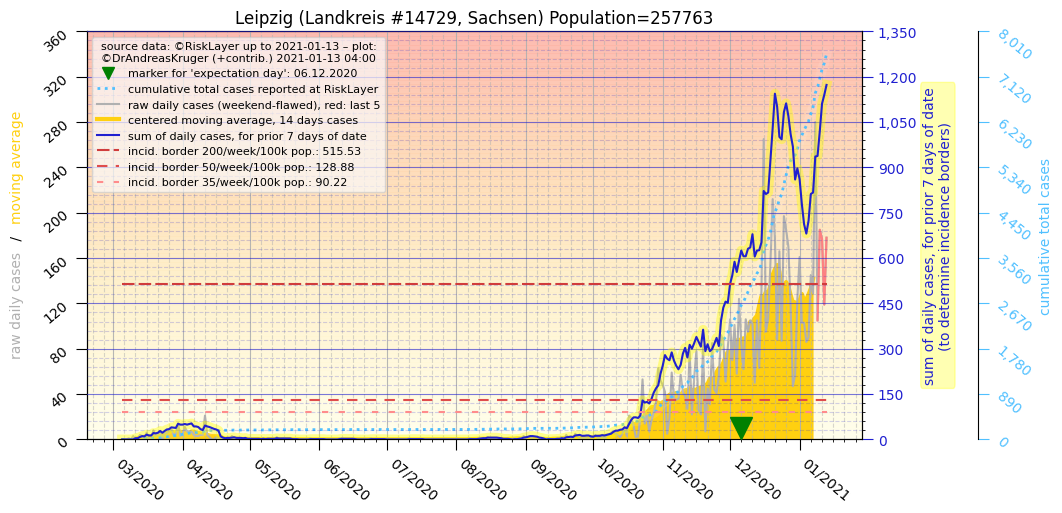 Leipzig (Landkreis #14729, Sachsen) Population=257763
source data: ©RiskLayer up to 2021-01-13 – plot:
©DrAndreasKruger (+contrib.) 2021-01-13 04:00
marker for 'expectation day': 06.12.2020
cumulative total cases reported at RiskLayer
raw daily cases (weekend-flawed), red: last 5
centered moving average, 14 days cases
sum of daily cases, for prior 7 days of date
incid. border 200/week/100k pop.: 515.53
incid. border 50/week/100k pop.: 128.88
incid. border 35/week/100k pop.: 90.22
raw daily cases / moving average
360
320
280
240
200
160
120
80
40
0
03/2020
04/2020
05/2020
06/2020
07/2020
08/2020
09/2020
10/2020
11/2020
12/2020
01/2021
1,350
1,200
1,050
900
750
600
450
300
150
0
sum of daily cases, for prior 7 days of date
(to determine incidence borders)
8,010
7,120
6,230
5,340
4,450
3,560
2,670
1,780
890
0
cumulative total cases